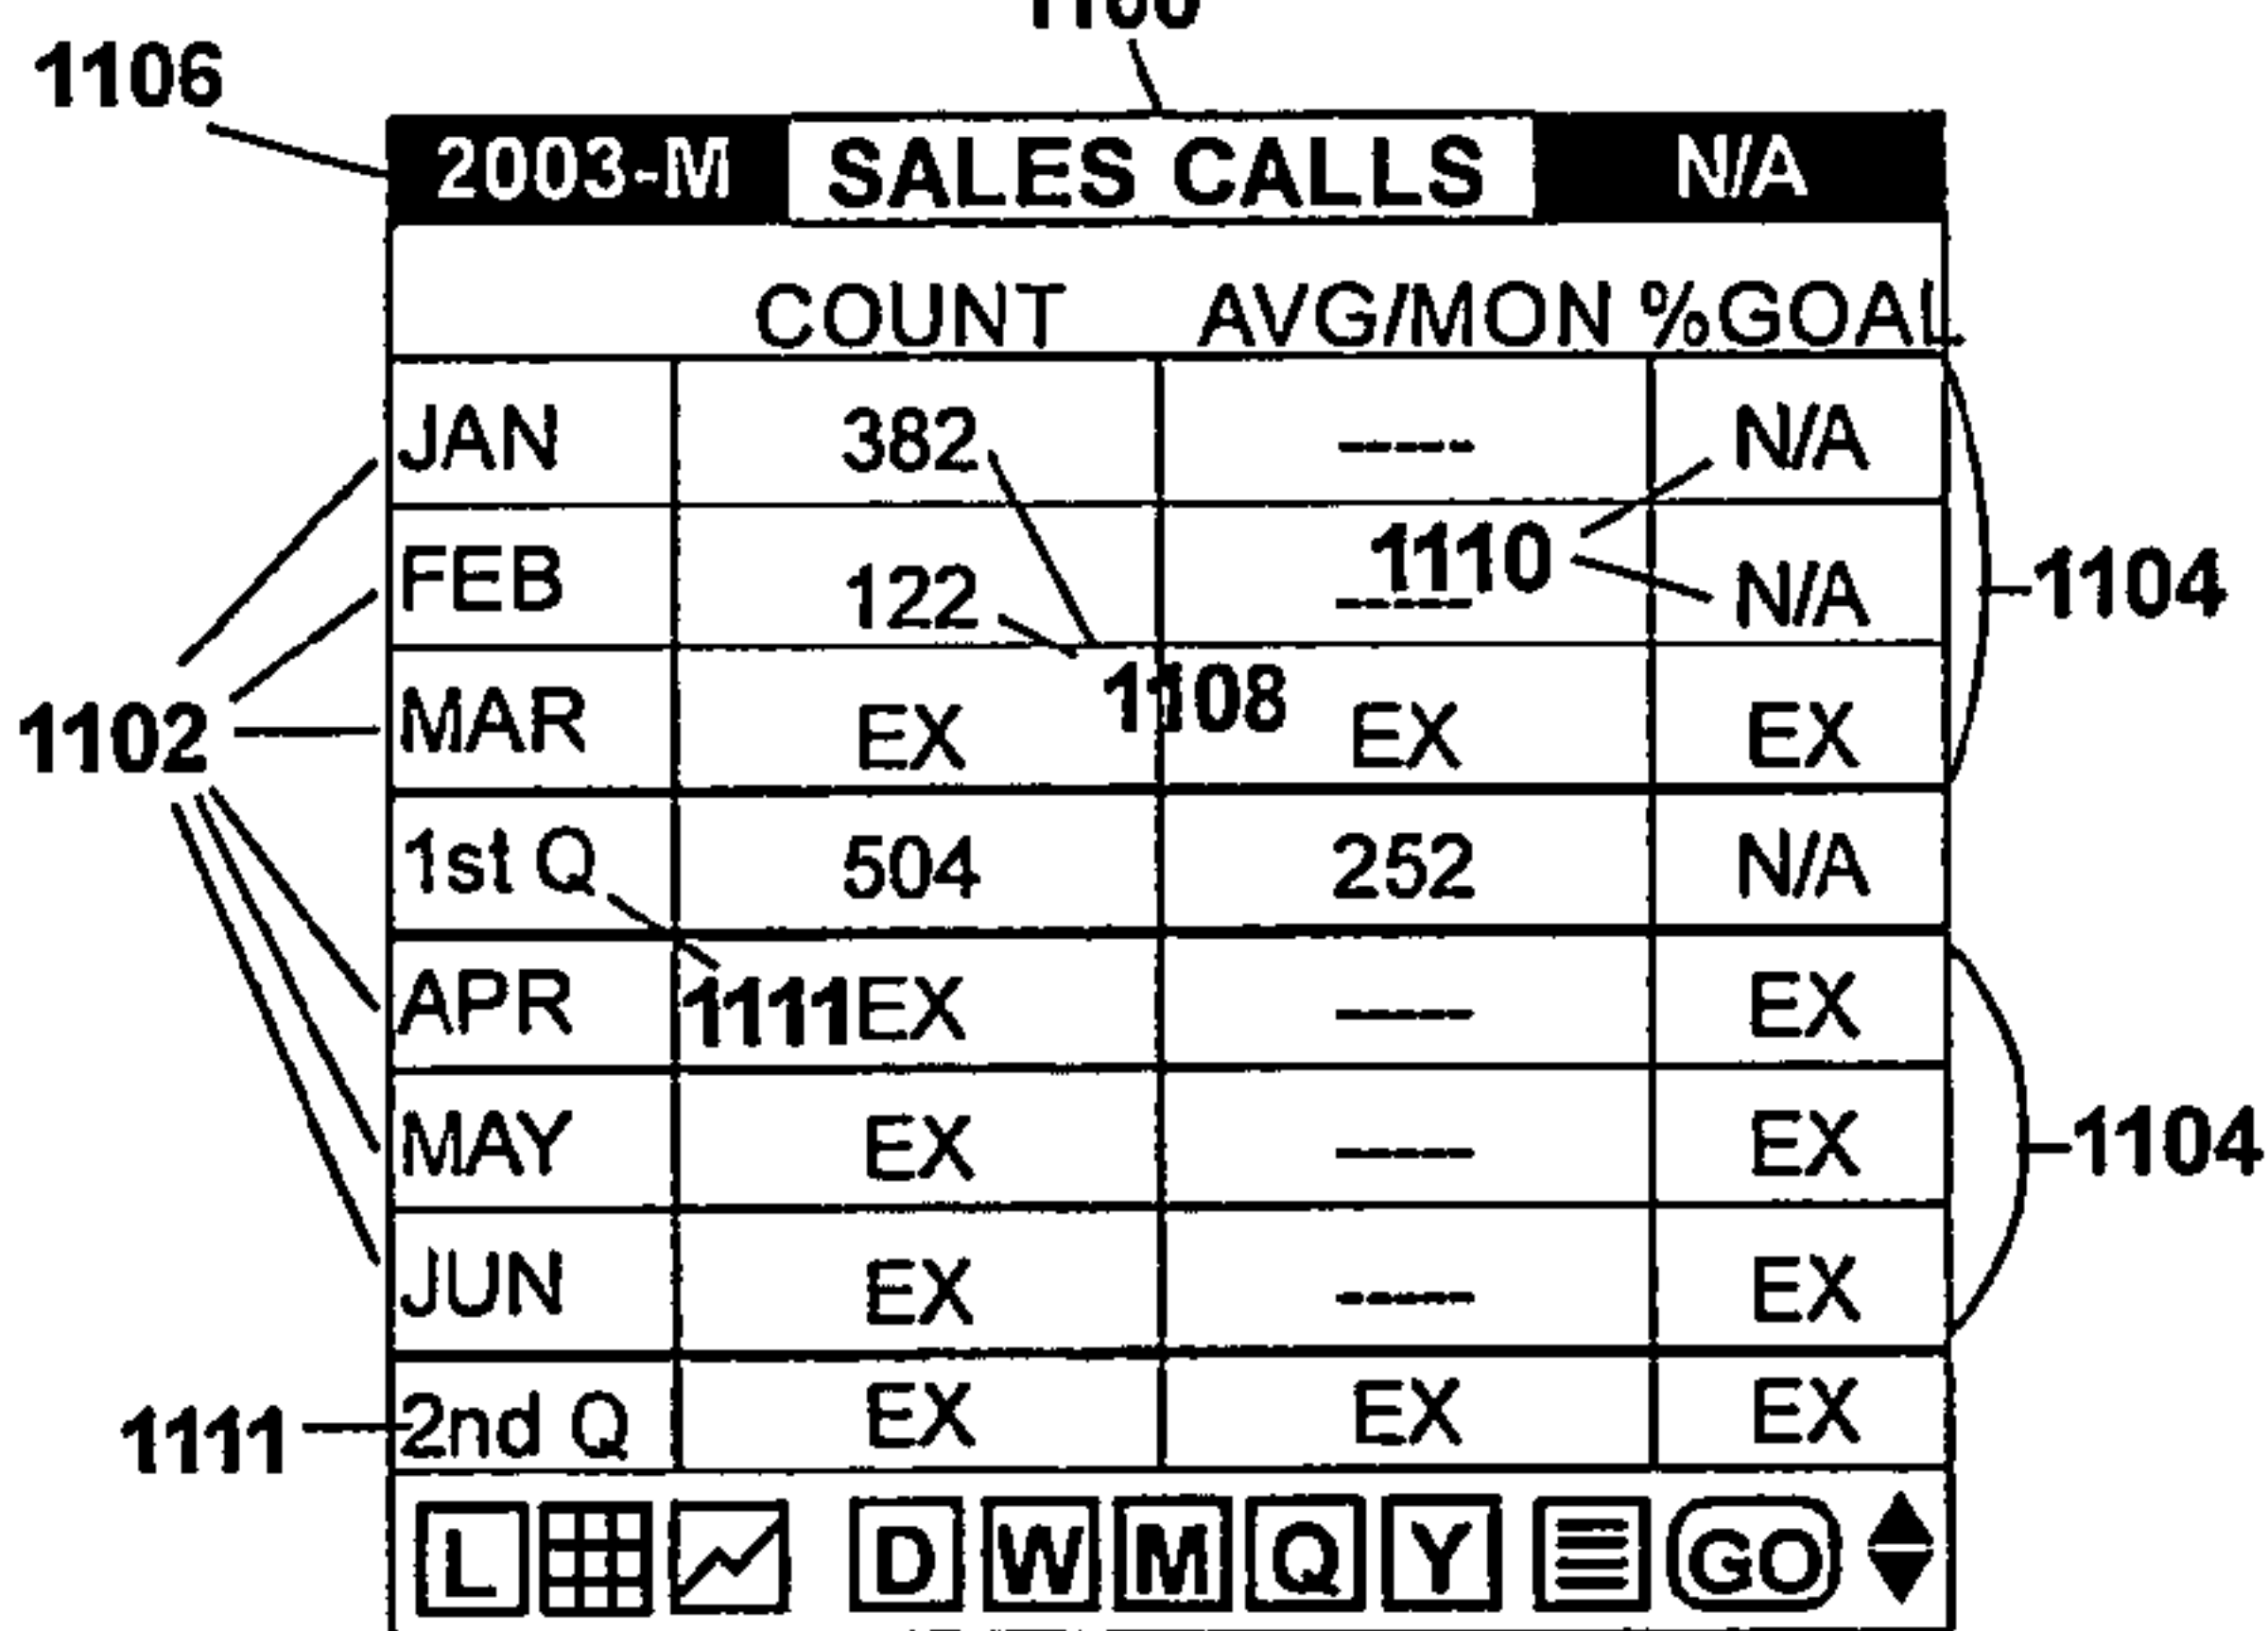 1106
2003-M SALES CALLS N/A
COUNT AVG/MON %GOAL
JAN 382 ----- N/A
FEB 122 ----- 1110 N/A 1104
1102 MAR EX 1108 EX EX
1st Q 504 252 N/A
APR 1111 EX ----- EX
MAY EX ----- EX 1104
JUN EX ----- EX
1111 2nd Q EX EX EX
L D W M Q Y GO